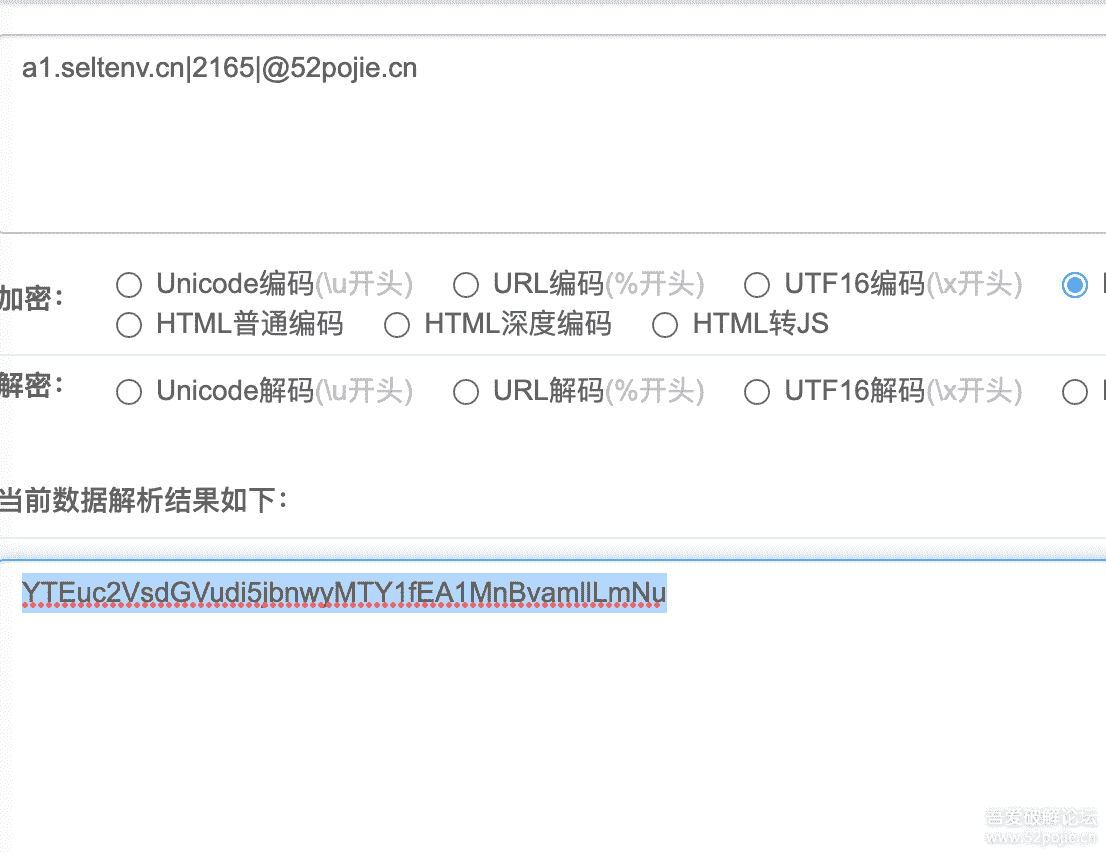 a1.seltenv.cn|2165|@52pojie.cn
加密： Unicode编码(\u开头) URL编码(%开头) UTF16编码(\x开头)
HTML普通编码 HTML深度编码 HTML转JS
解密： Unicode解码(\u开头) URL解码(%开头) UTF16解码(\x开头)
当前数据解析结果如下：
YTEuc2VsdGVudi5jbnwyMTY1fEA1MnBvamllLmNu
吾爱破解论坛
www.52pojie.cn